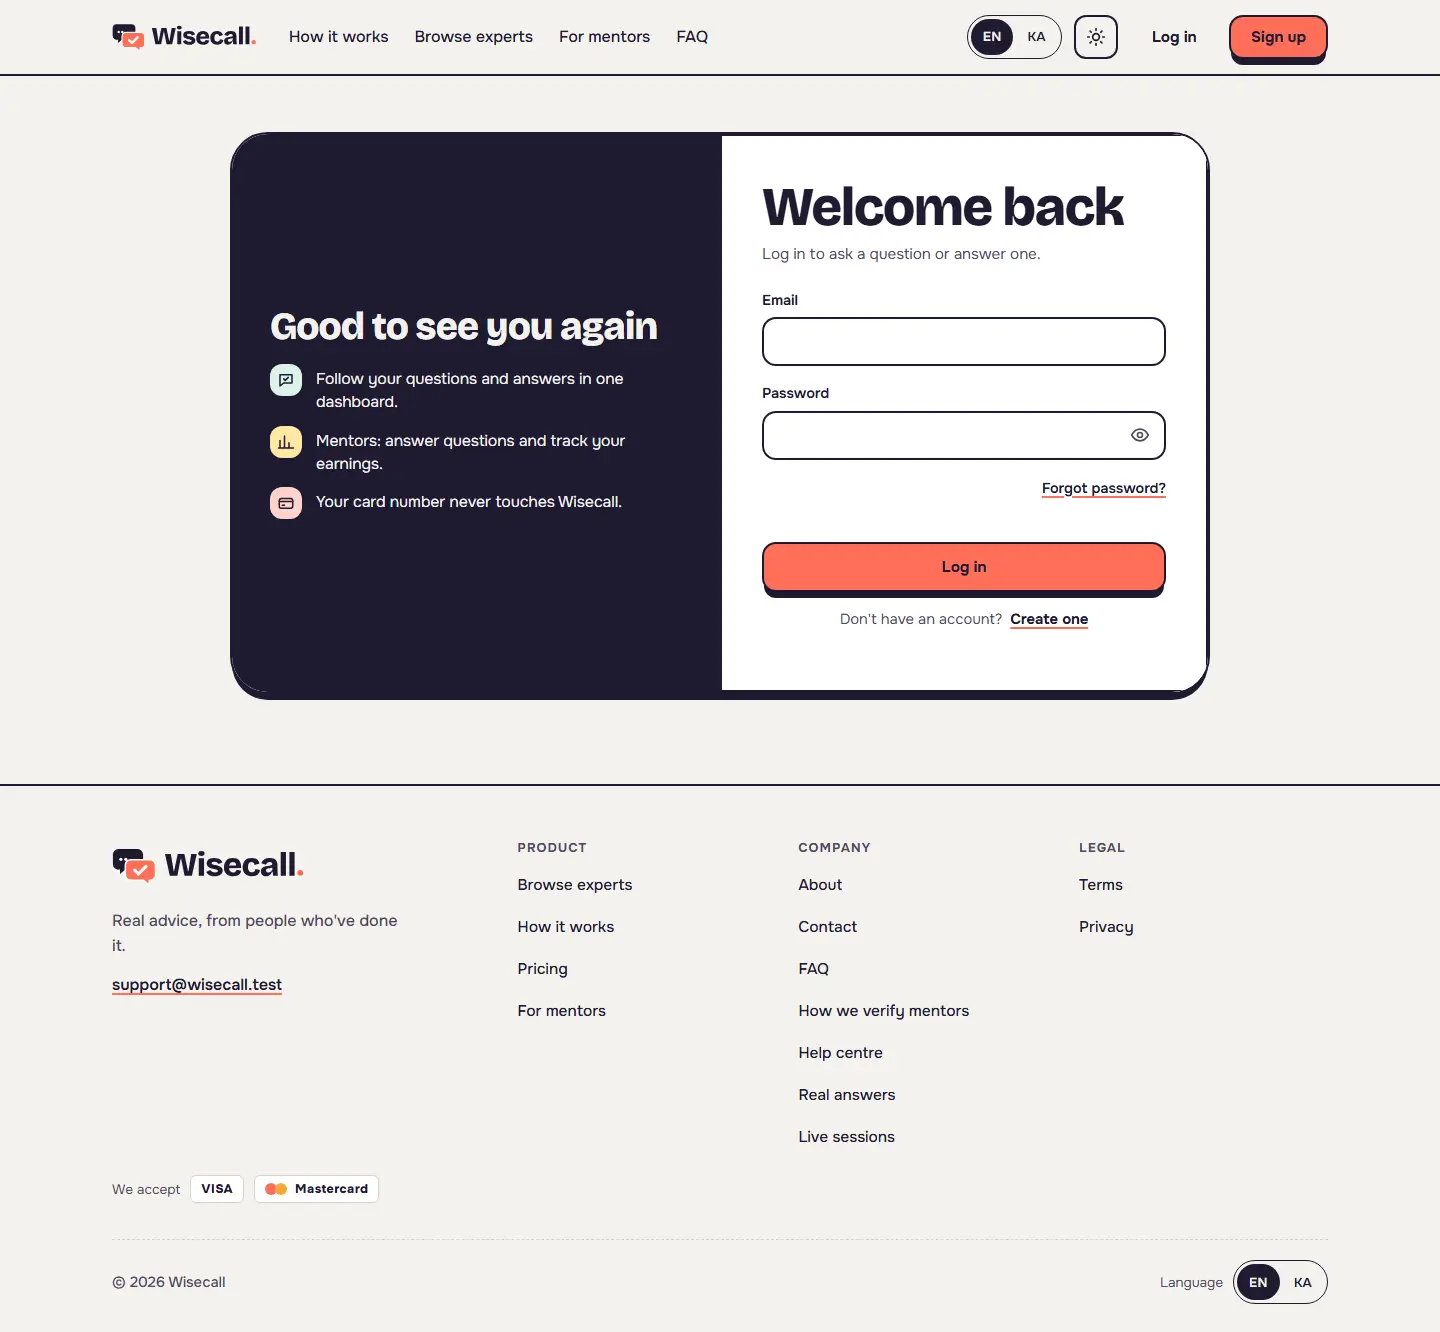 Wisecall.
How it works
Browse experts
For mentors
FAQ
EN
KA
Log in
Sign up
Good to see you again
Follow your questions and answers in one
dashboard.
Mentors: answer questions and track your
earnings.
Your card number never touches Wisecall.
Welcome back
Log in to ask a question or answer one.
Email
Password
Forgot password?
Log in
Don't have an account? Create one
Wisecall.
Real advice, from people who've done
it.
support@wisecall.test
PRODUCT
Browse experts
How it works
Pricing
For mentors
COMPANY
About
Contact
FAQ
How we verify mentors
Help centre
Real answers
Live sessions
LEGAL
Terms
Privacy
We accept
VISA
Mastercard
© 2026 Wisecall
Language
EN
KA